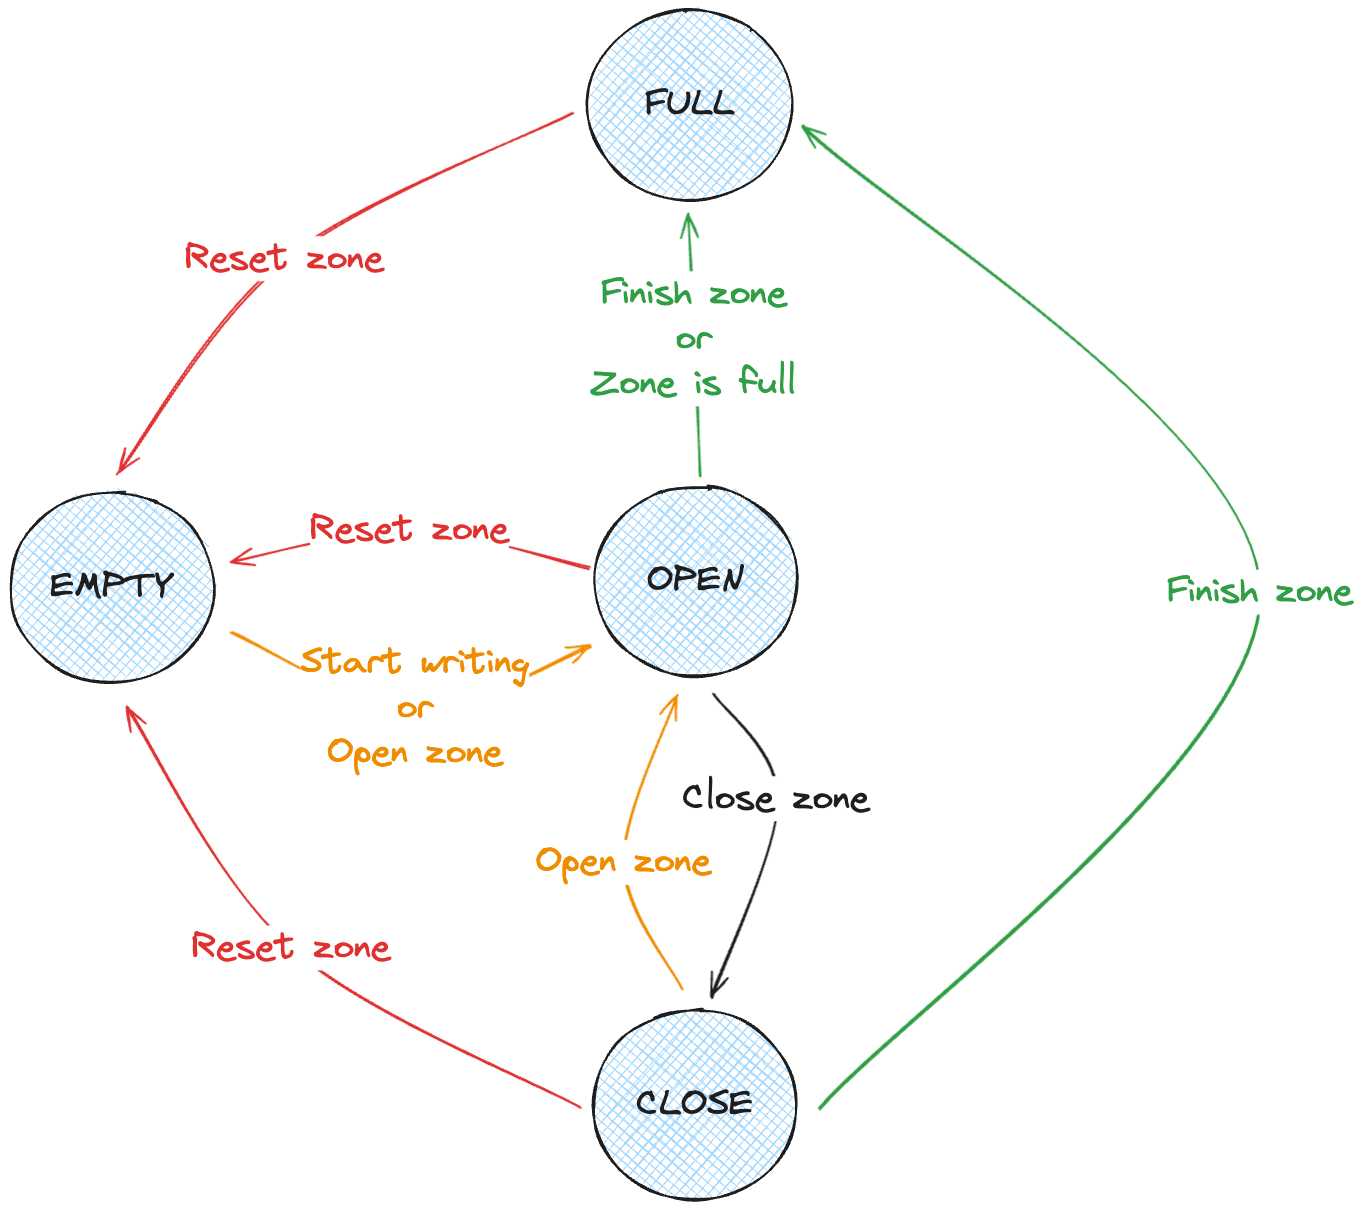 FULL
Reset zone
Finish zone
or
Zone is full
Reset zone
EMPTY
OPEN
Finish zone
Start writing
or
Open zone
Close zone
Open zone
Reset zone
CLOSE